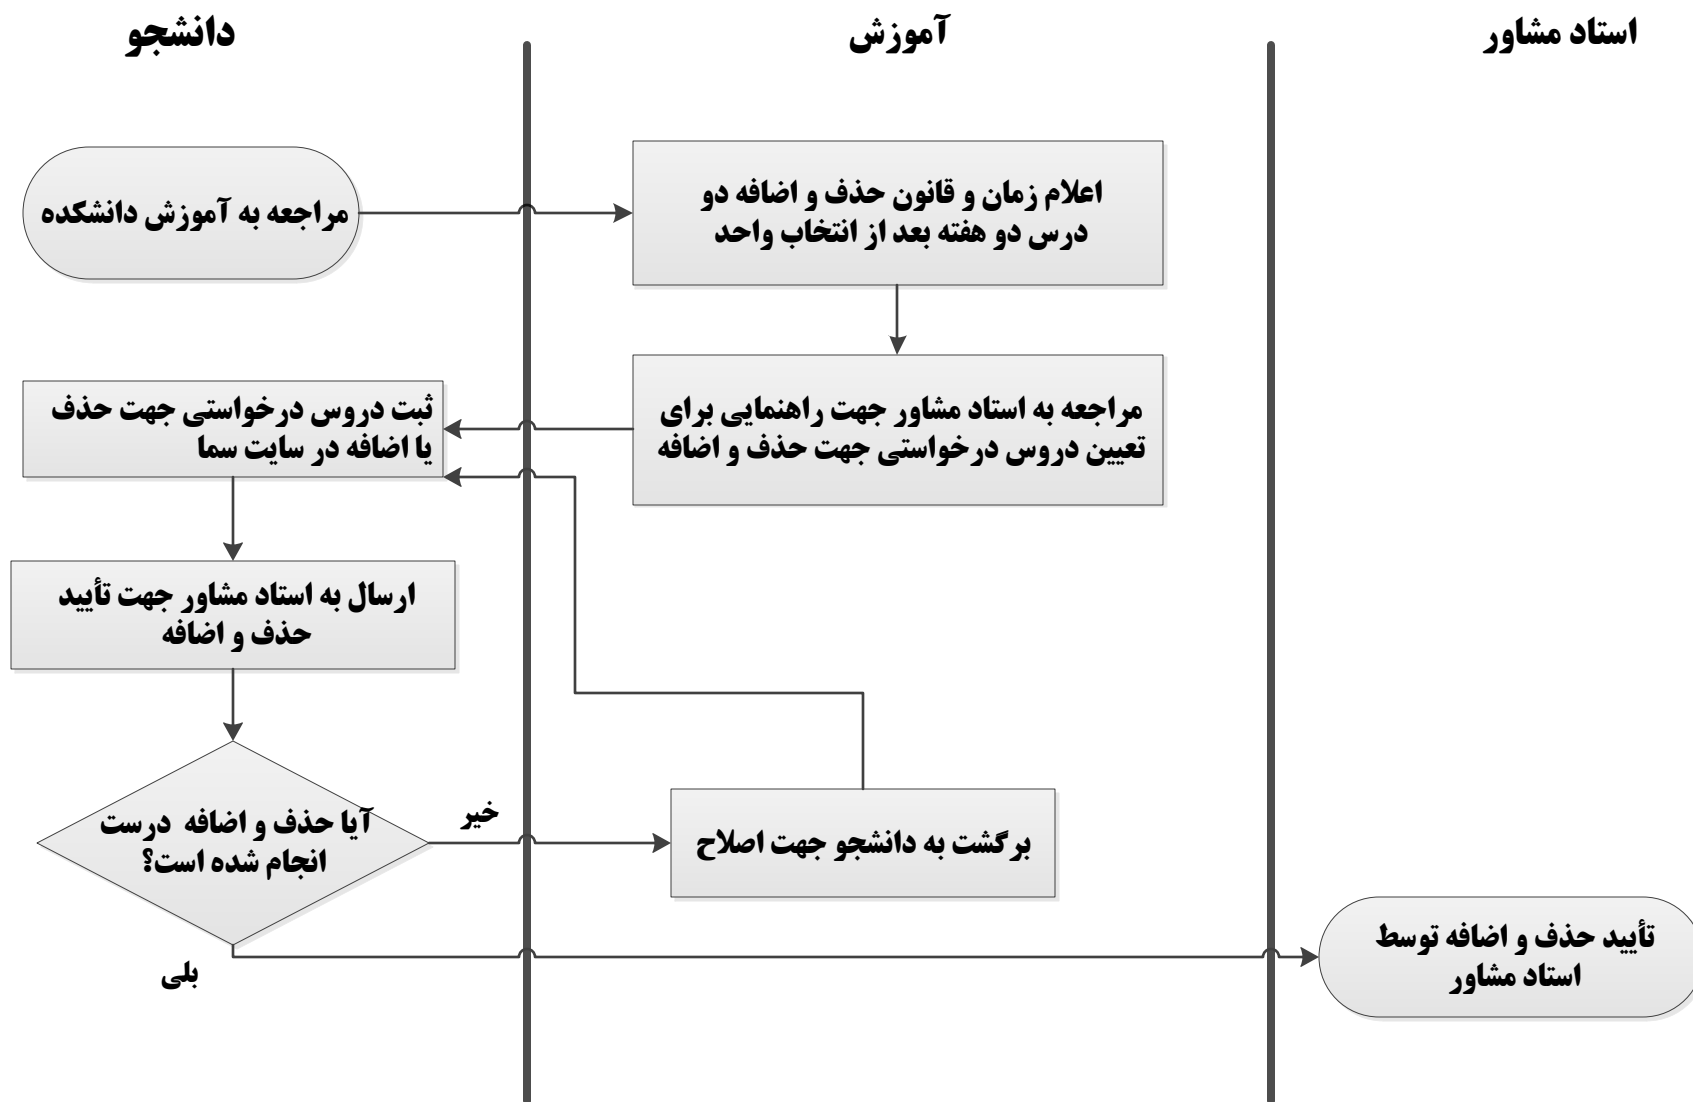 استاد مشاور
آموزش
دانشجو
مراجعه به آموزش دانشکده
اعلام زمان و قانون حذف و اضافه دو
درس دو هفته بعد از انتخاب واحد
مراجعه به استاد مشاور جهت راهنمایی برای
تعیین دروس درخواستی جهت حذف و اضافه
ثبت دروس درخواستی جهت حذف
یا اضافه در سایت سما
ارسال به استاد مشاور جهت تأیید
حذف و اضافه
آیا حذف و اضافه درست
انجام شده است؟
خیر
برگشت به دانشجو جهت اصلاح
بلی
تأیید حذف و اضافه توسط
استاد مشاور